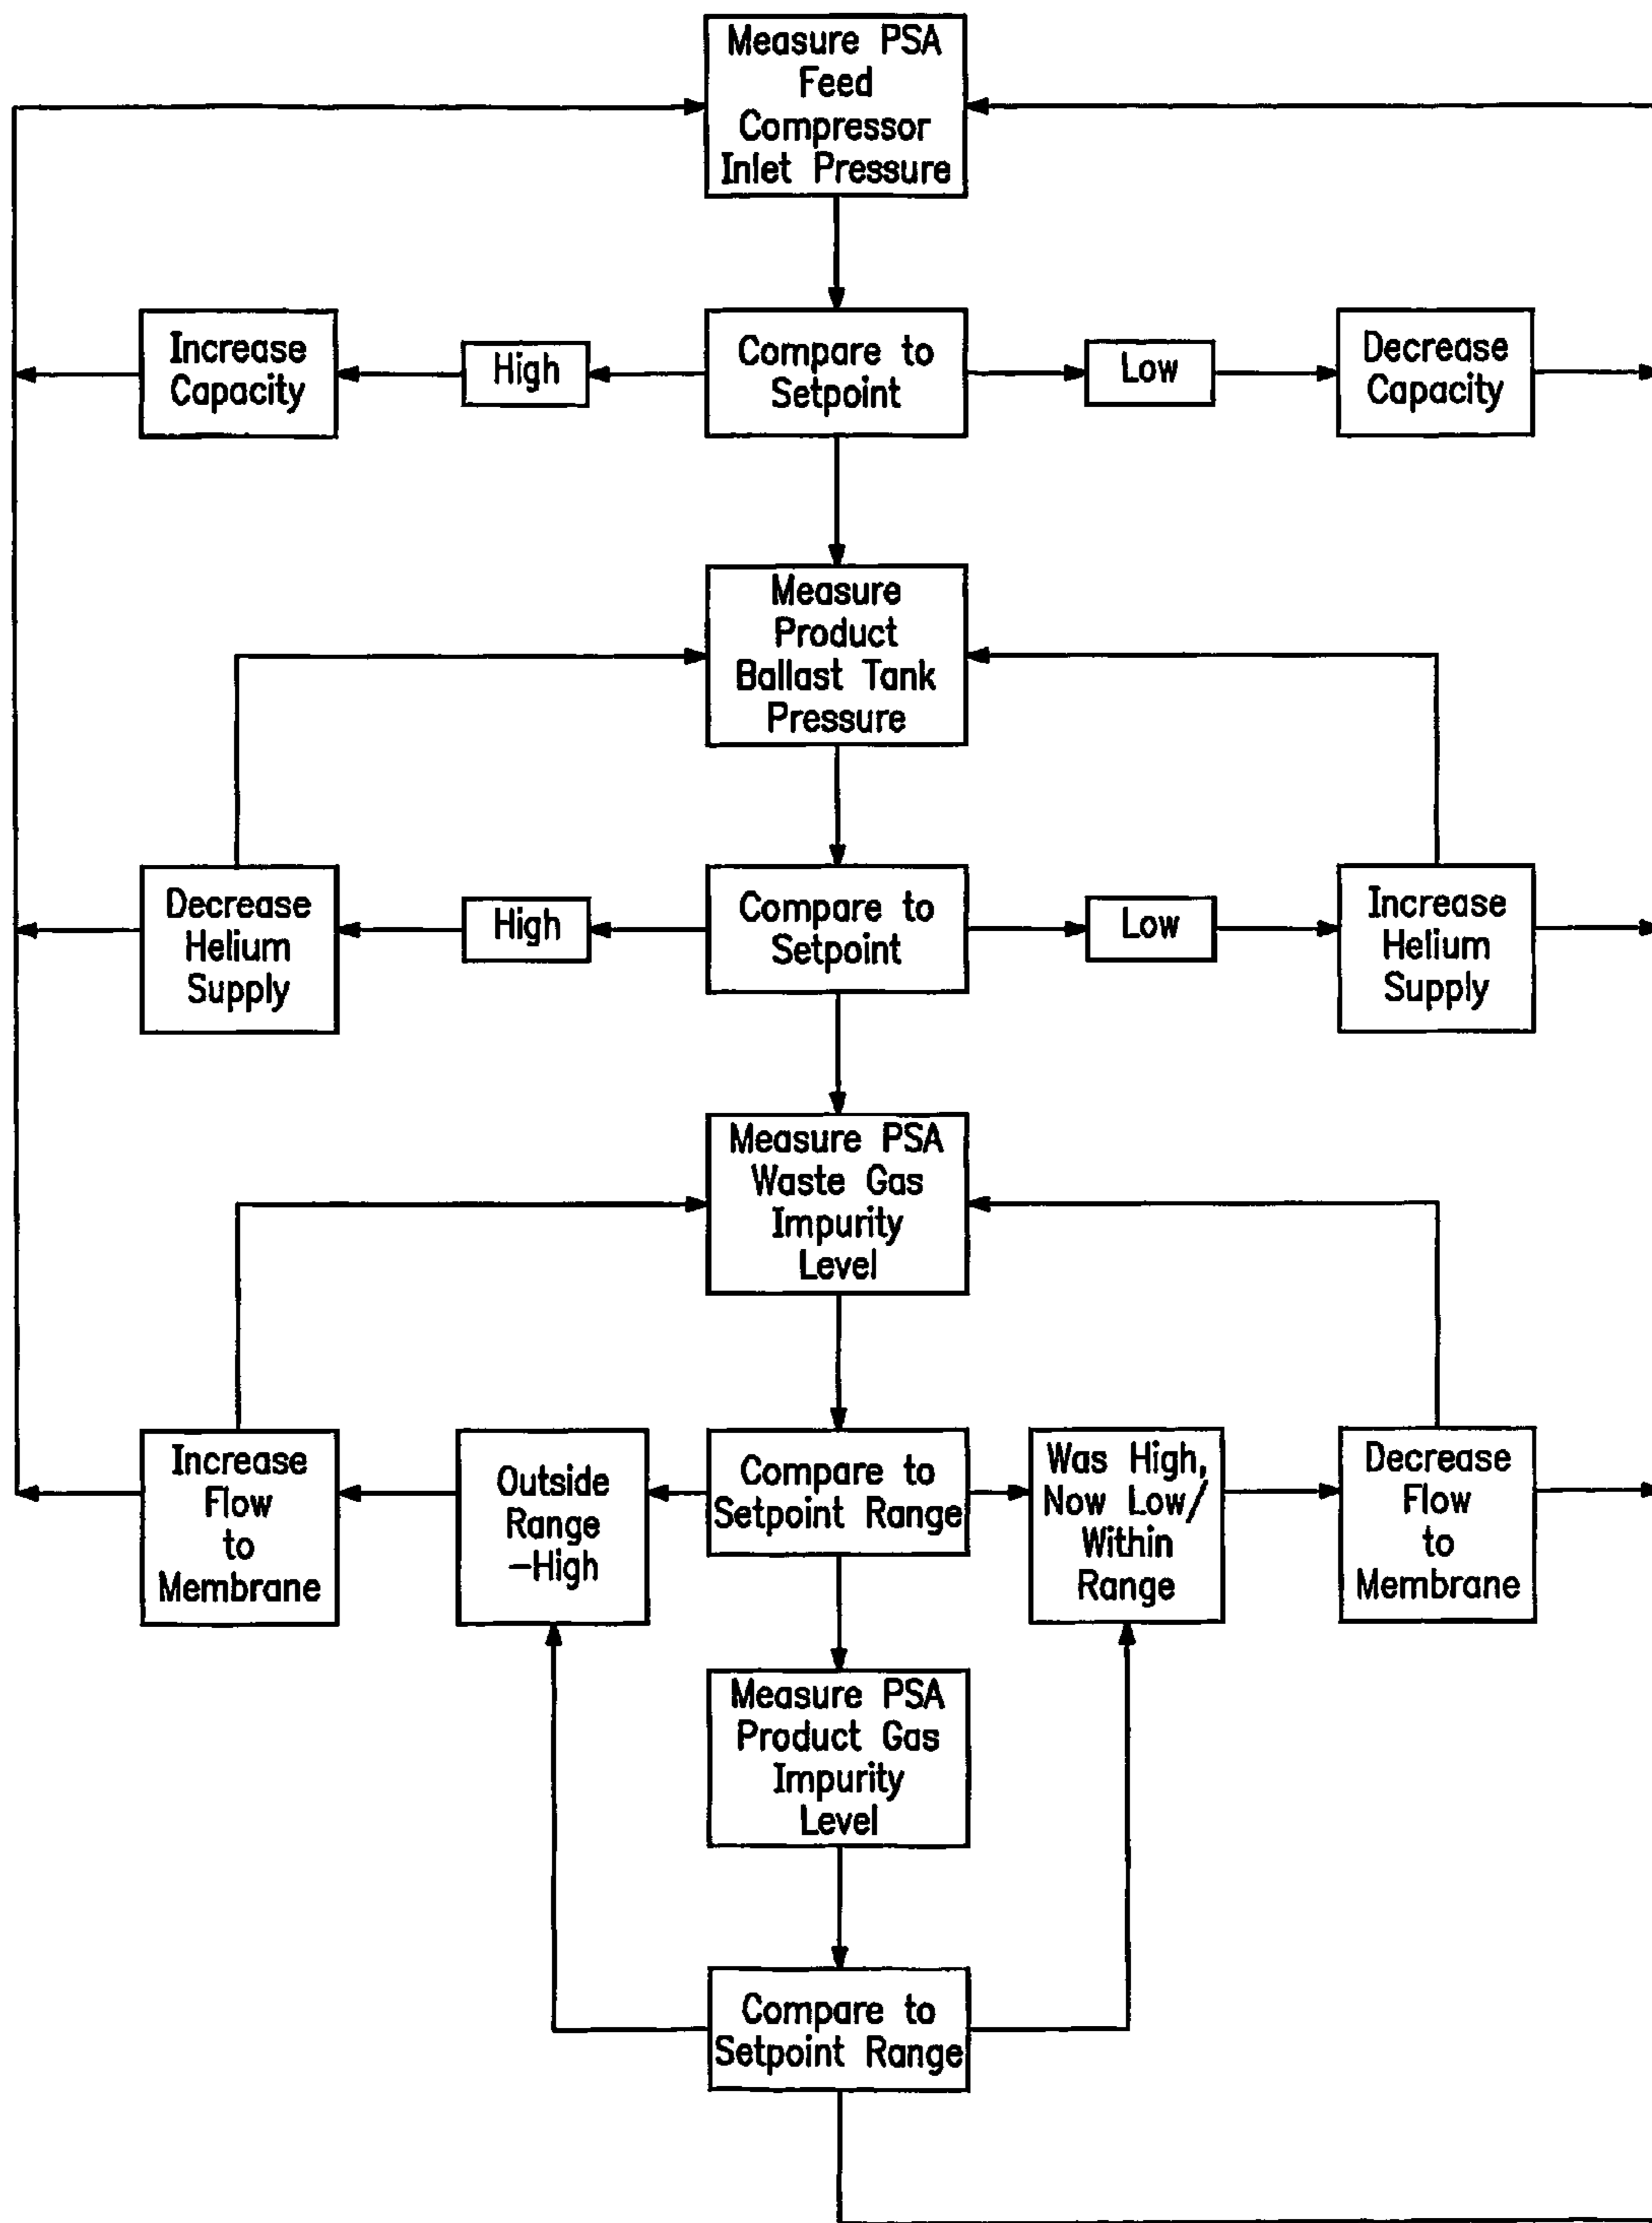 Measure PSA
Feed
Compressor
Inlet Pressure
Increase
Capacity
High
Compare to
Setpoint
Low
Decrease
Capacity
Measure
Product
Ballast Tank
Pressure
Decrease
Helium
Supply
High
Compare to
Setpoint
Low
Increase
Helium
Supply
Measure PSA
Waste Gas
Impurity
Level
Increase
Flow
to
Membrane
Outside
Range
-High
Compare to
Setpoint Range
Was High,
Now Low/
Within
Range
Decrease
Flow
to
Membrane
Measure PSA
Product Gas
Impurity
Level
Compare to
Setpoint Range